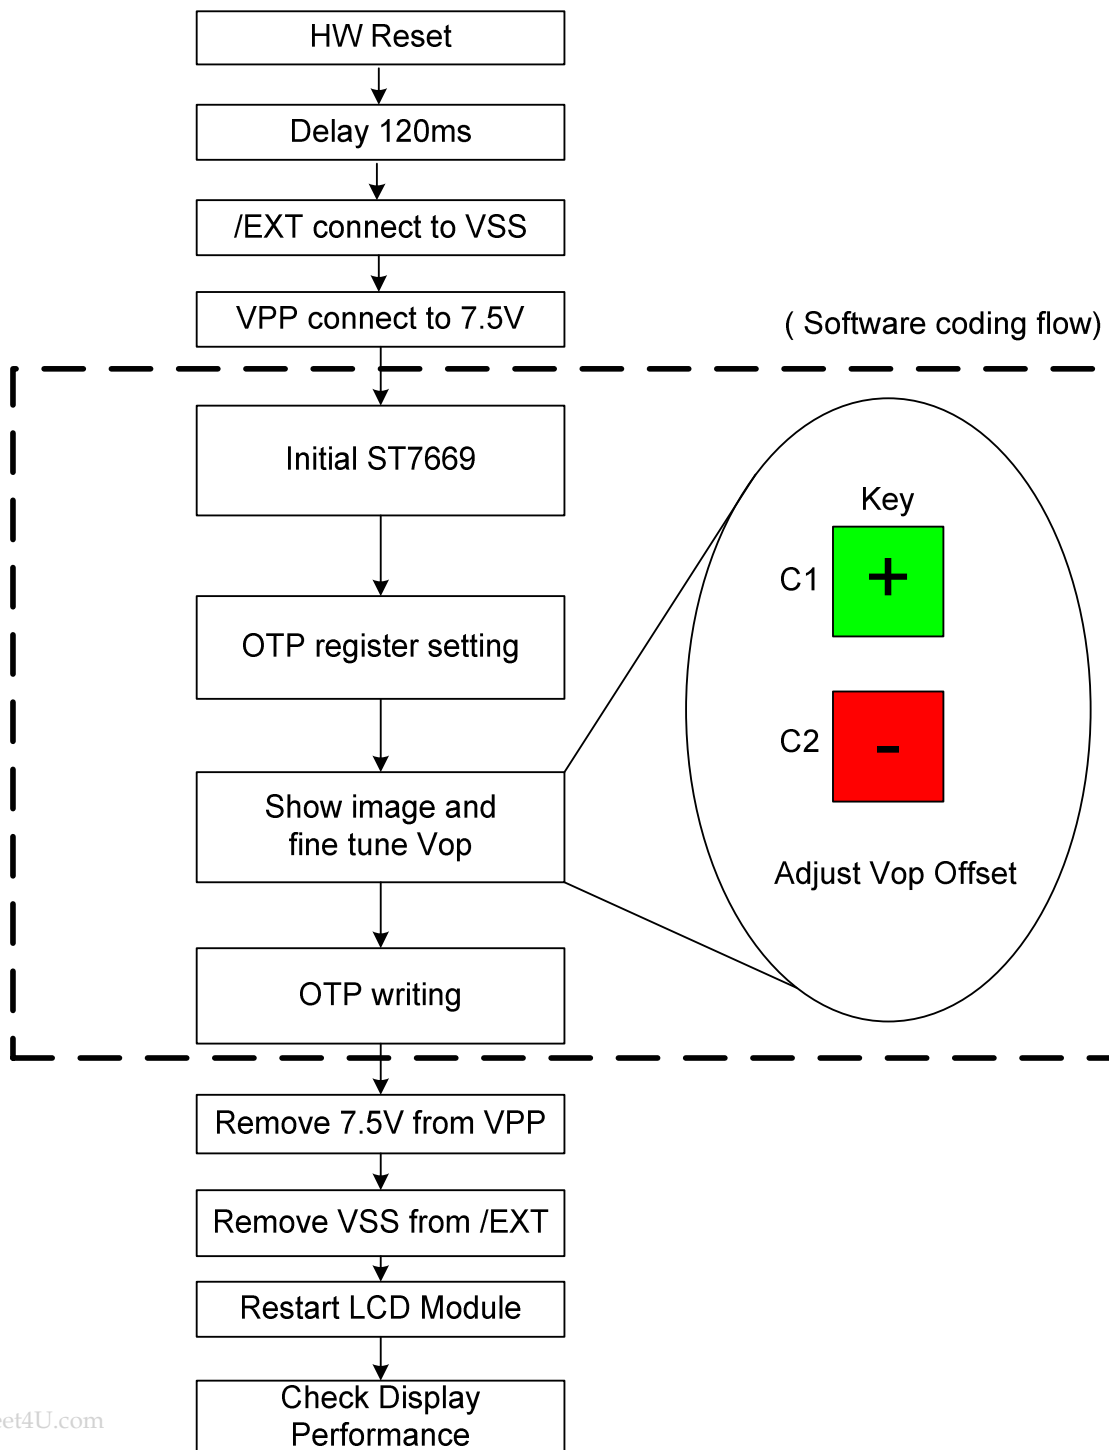 HW Reset
Delay 120ms
/EXT connect to VSS
VPP connect to 7.5V
( Software coding flow)
Initial ST7669
OTP register setting
Show image and
fine tune Vop
Key
C1
+
C2
-
Adjust Vop Offset
OTP writing
Remove 7.5V from VPP
Remove VSS from /EXT
Restart LCD Module
Check Display
Performance
et4U.com